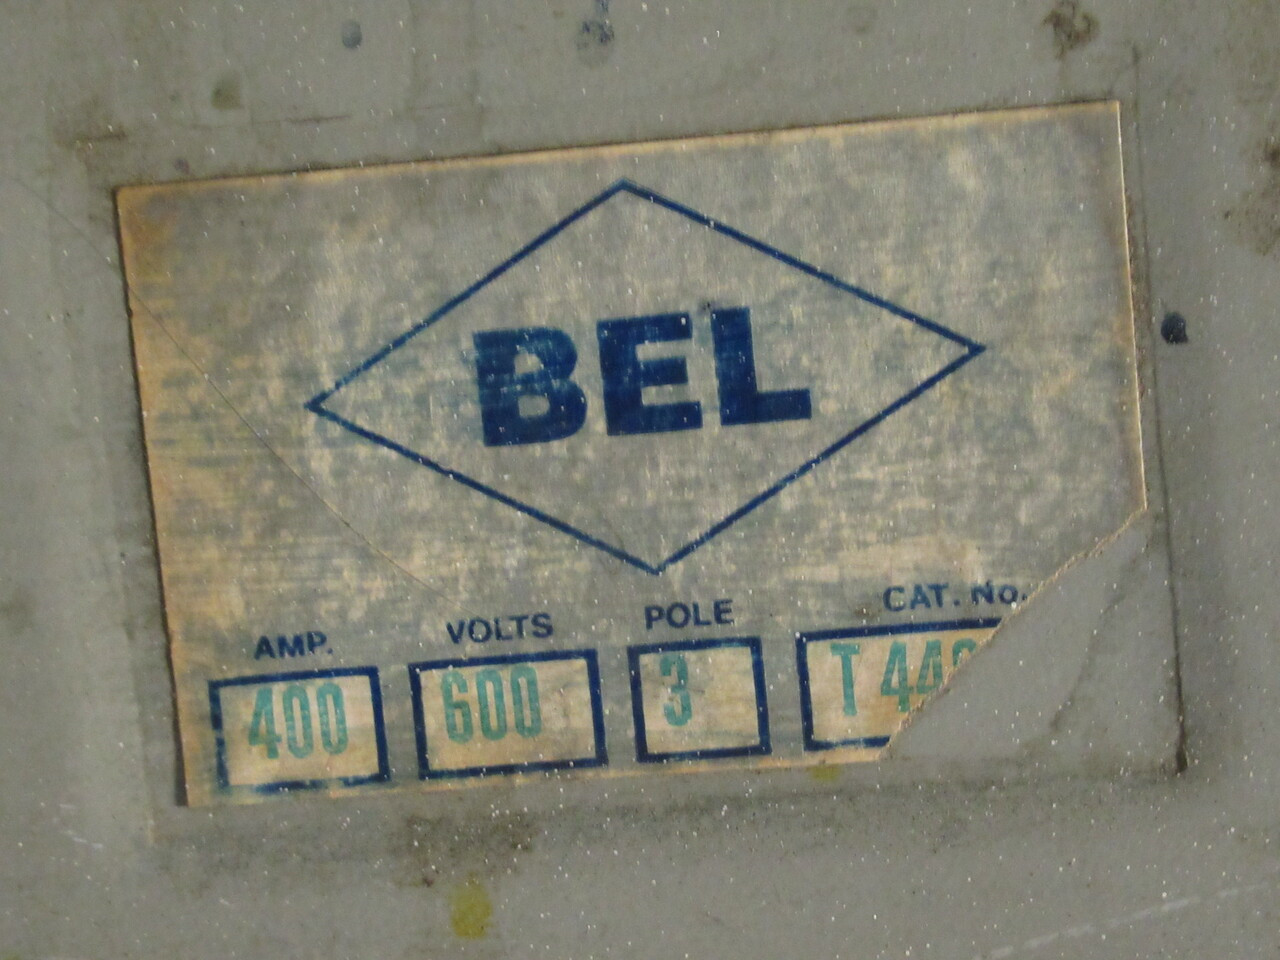 BEL
AMP. VOLTS POLE CAT. No.
400 600 3 T 44